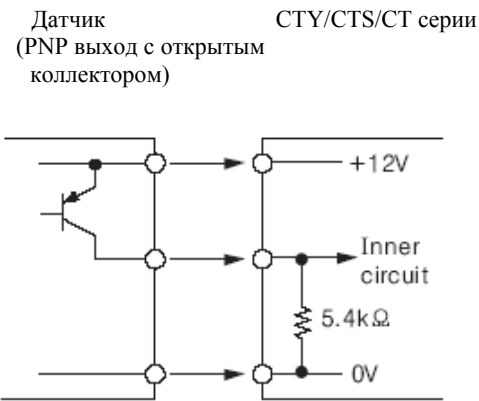 Датчик CTY/CTS/CT серии
(PNP выход с открытым
коллектором)
+12V
Inner
circuit
5.4kΩ
0V